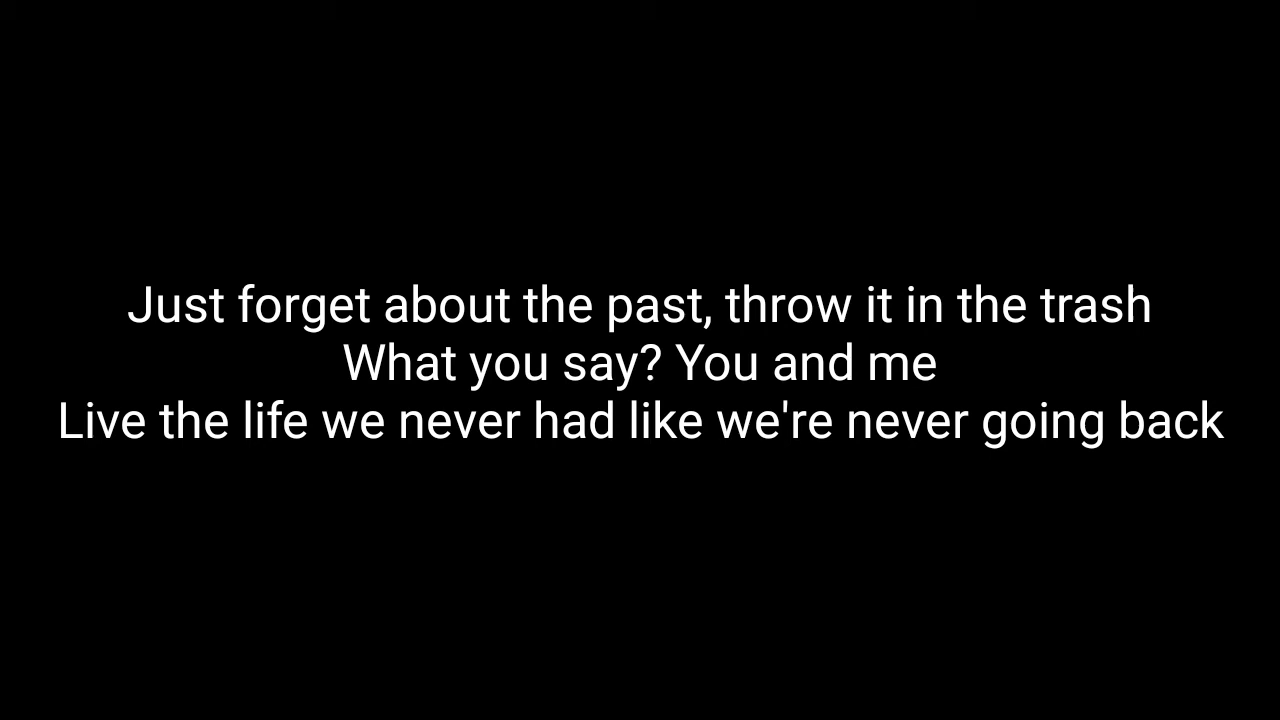 Just forget about the past, throw it in the trash
What you say? You and me
Live the life we never had like we're never going back